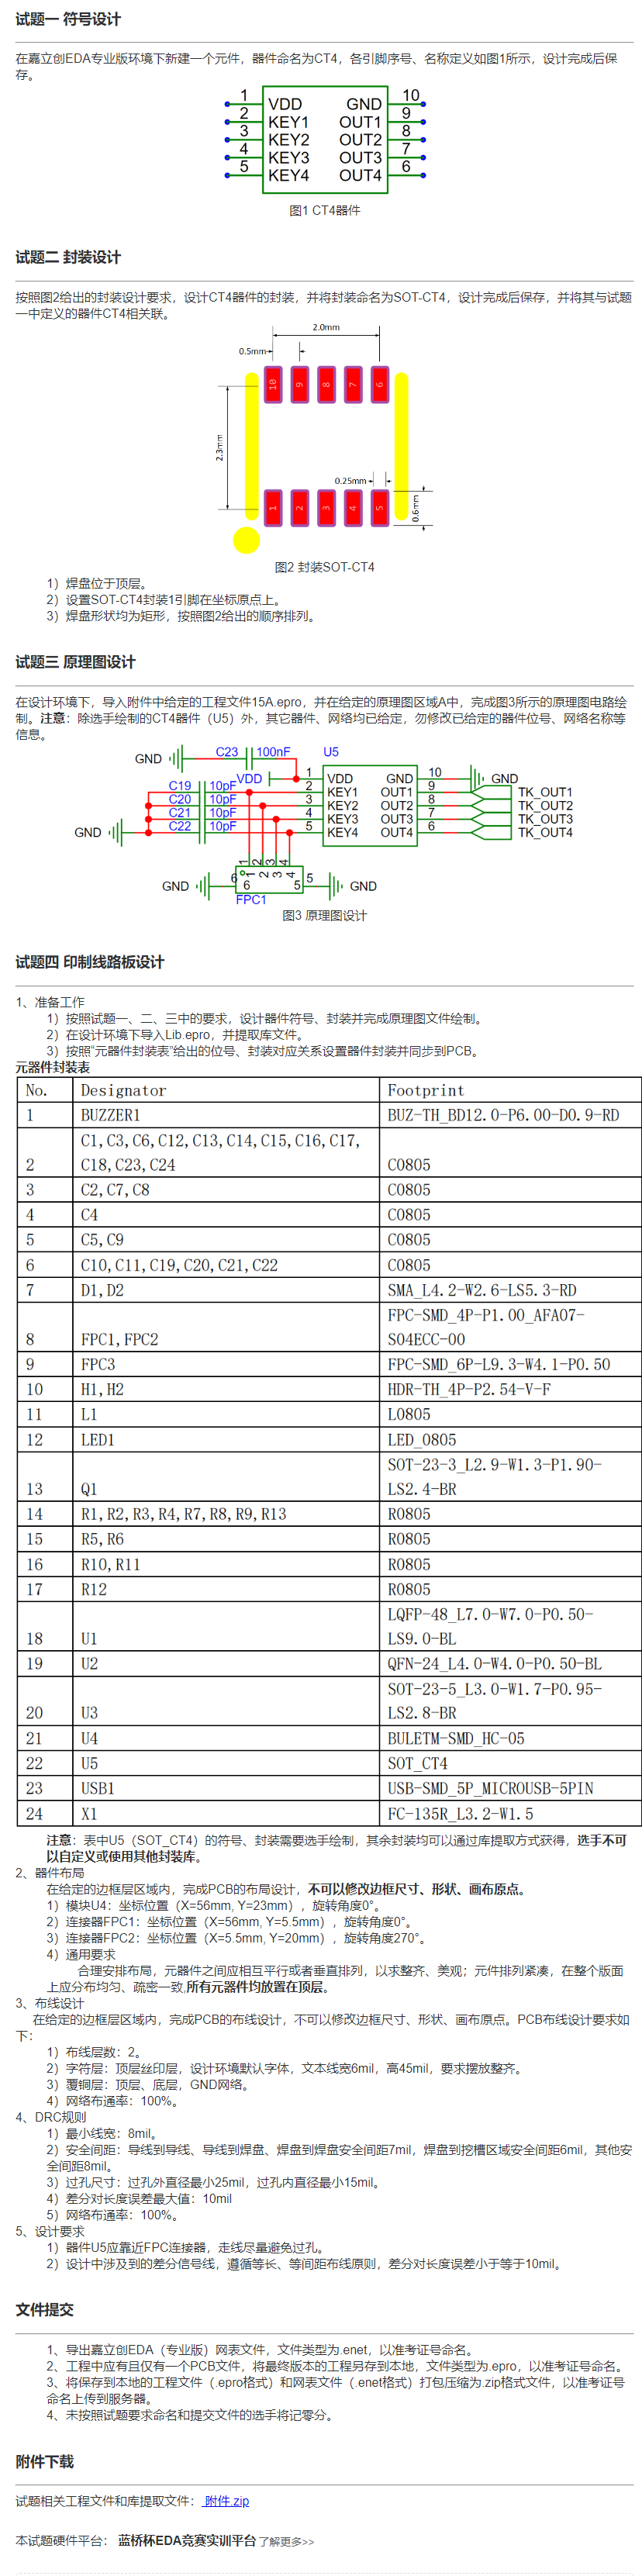 试题一 符号设计
在嘉立创EDA专业版环境下新建一个元件，器件命名为CT4，各引脚序号、名称定义如图1所示，设计完成后保
存。
1 VDD GND 10
2 KEY1 OUT1 9
3 KEY2 OUT2 8
4 KEY3 OUT3 7
5 KEY4 OUT4 6
图1 CT4器件
试题二 封装设计
按照图2给出的封装设计要求，设计CT4器件的封装，并将封装命名为SOT-CT4，设计完成后保存，并将其与试题
一中定义的器件CT4相关联。
2.0mm
0.5mm
10 9 8 7 6
2.3mm
0.25mm
0.6mm
1 2 3 4 5
图2 封装SOT-CT4
1）焊盘位于顶层。
2）设置SOT-CT4封装1引脚在坐标原点上。
3）焊盘形状均为矩形，按照图2给出的顺序排列。
试题三 原理图设计
在设计环境下，导入附件中给定的工程文件15A.epro，并在给定的原理图区域A中，完成图3所示的原理图电路绘
制。注意：除选手绘制的CT4器件（U5）外，其它器件、网络均已给定，勿修改已给定的器件位号、网络名称等
信息。
GND C23 100nF U5
VDD 1 VDD GND 10 GND
C19 10pF 2 KEY1 OUT1 9 TK_OUT1
C20 10pF 3 KEY2 OUT2 8 TK_OUT2
C21 10pF 4 KEY3 OUT3 7 TK_OUT3
GND C22 10pF 5 KEY4 OUT4 6 TK_OUT4
1 2 3 4
1 2 3 4
GND 6 6 5 5 GND
FPC1
图3 原理图设计
试题四 印制线路板设计
1、准备工作
1）按照试题一、二、三中的要求，设计器件符号、封装并完成原理图文件绘制。
2）在设计环境下导入Lib.epro，并提取库文件。
3）按照“元器件封装表”给出的位号、封装对应关系设置器件封装并同步到PCB。
元器件封装表
No. Designator Footprint
1 BUZZER1 BUZ-TH_BD12.0-P6.00-D0.9-RD
C1,C3,C6,C12,C13,C14,C15,C16,C17,
2 C18,C23,C24 C0805
3 C2,C7,C8 C0805
4 C4 C0805
5 C5,C9 C0805
6 C10,C11,C19,C20,C21,C22 C0805
7 D1,D2 SMA_L4.2-W2.6-LS5.3-RD
FPC-SMD_4P-P1.00_AFA07-
8 FPC1,FPC2 S04ECC-00
9 FPC3 FPC-SMD_6P-L9.3-W4.1-P0.50
10 H1,H2 HDR-TH_4P-P2.54-V-F
11 L1 L0805
12 LED1 LED_0805
SOT-23-3_L2.9-W1.3-P1.90-
13 Q1 LS2.4-BR
14 R1,R2,R3,R4,R7,R8,R9,R13 R0805
15 R5,R6 R0805
16 R10,R11 R0805
17 R12 R0805
LQFP-48_L7.0-W7.0-P0.50-
18 U1 LS9.0-BL
19 U2 QFN-24_L4.0-W4.0-P0.50-BL
SOT-23-5_L3.0-W1.7-P0.95-
20 U3 LS2.8-BR
21 U4 BULETM-SMD_HC-05
22 U5 SOT_CT4
23 USB1 USB-SMD_5P_MICROUSB-5PIN
24 X1 FC-135R_L3.2-W1.5
注意：表中U5（SOT_CT4）的符号、封装需要选手绘制，其余封装均可以通过库提取方式获得，选手不可
以自定义或使用其他封装库。
2、器件布局
在给定的边框层区域内，完成PCB的布局设计，不可以修改边框尺寸、形状、画布原点。
1）模块U4：坐标位置（X=56mm, Y=23mm），旋转角度0°。
2）连接器FPC1：坐标位置（X=56mm, Y=5.5mm），旋转角度0°。
3）连接器FPC2：坐标位置（X=5.5mm, Y=20mm），旋转角度270°。
4）通用要求
合理安排布局，元器件之间应相互平行或者垂直排列，以求整齐、美观；元件排列紧凑，在整个版面
上应分布均匀、疏密一致,所有元器件均放置在顶层。
3、布线设计
在给定的边框层区域内，完成PCB的布线设计，不可以修改边框尺寸、形状、画布原点。PCB布线设计要求如
下：
1）布线层数：2。
2）字符层：顶层丝印层，设计环境默认字体，文本线宽6mil，高45mil，要求摆放整齐。
3）覆铜层：顶层、底层，GND网络。
4）网络布通率：100%。
4、DRC规则
1）最小线宽：8mil。
2）安全间距：导线到导线、导线到焊盘、焊盘到焊盘安全间距7mil，焊盘到挖槽区域安全间距6mil，其他安
全间距8mil。
3）过孔尺寸：过孔外直径最小25mil，过孔内直径最小15mil。
4）差分对长度误差最大值：10mil
5）网络布通率：100%。
5、设计要求
1）器件U5应靠近FPC连接器，走线尽量避免过孔。
2）设计中涉及到的差分信号线，遵循等长、等间距布线原则，差分对长度误差小于等于10mil。
文件提交
1、导出嘉立创EDA（专业版）网表文件，文件类型为.enet，以准考证号命名。
2、工程中应有且仅有一个PCB文件，将最终版本的工程另存到本地，文件类型为.epro，以准考证号命名。
3、将保存到本地的工程文件（.epro格式）和网表文件（.enet格式）打包压缩为.zip格式文件，以准考证号
命名上传到服务器。
4、未按照试题要求命名和提交文件的选手将记零分。
附件下载
试题相关工程文件和库提取文件： 附件.zip
本试题硬件平台： 蓝桥杯EDA竞赛实训平台 了解更多>>